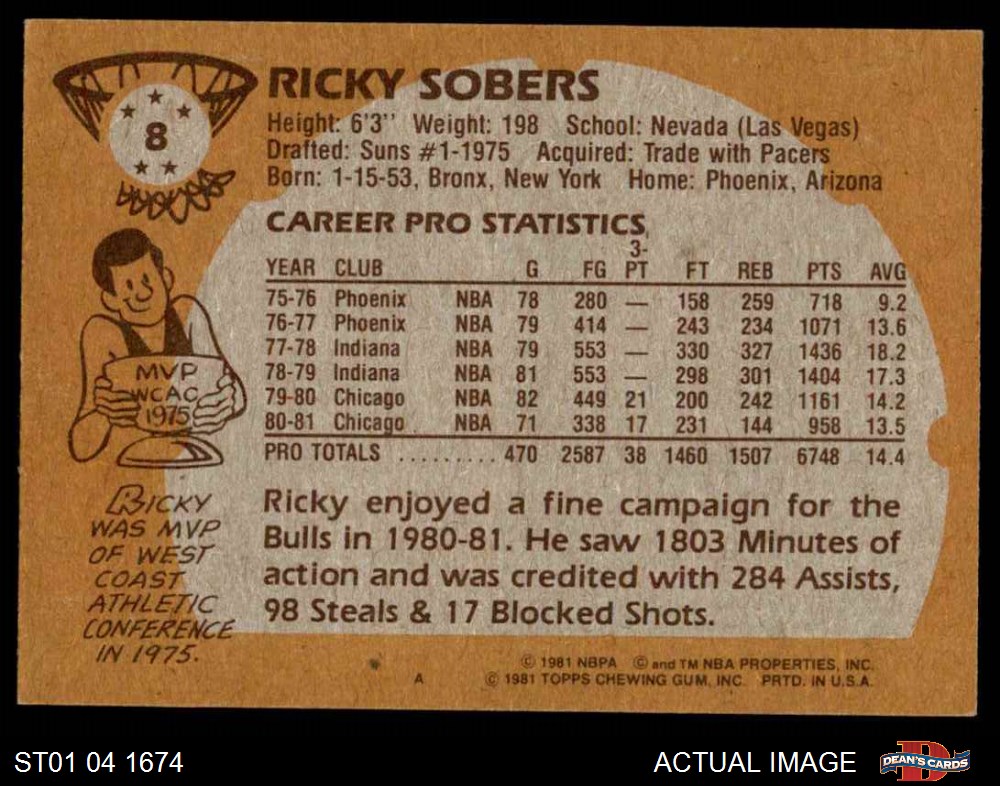 8
RICKY SOBERS
Height: 6'3" Weight: 198 School: Nevada (Las Vegas)
Drafted: Suns #1-1975 Acquired: Trade with Pacers
Born: 1-15-53, Bronx, New York Home: Phoenix, Arizona
CAREER PRO STATISTICS
YEAR CLUB G FG 3-PT FT REB PTS AVG
75-76 Phoenix NBA 78 280 — 158 259 718 9.2
76-77 Phoenix NBA 79 414 — 243 234 1071 13.6
77-78 Indiana NBA 79 553 — 330 327 1436 18.2
78-79 Indiana NBA 81 553 — 298 301 1404 17.3
79-80 Chicago NBA 82 449 21 200 242 1161 14.2
80-81 Chicago NBA 71 338 17 231 144 958 13.5
PRO TOTALS ......... 470 2587 38 1460 1507 6748 14.4
MVP
WCAC
1975
RICKY
WAS MVP
OF WEST
COAST
ATHLETIC
CONFERENCE
IN 1975.
Ricky enjoyed a fine campaign for the
Bulls in 1980-81. He saw 1803 Minutes of
action and was credited with 284 Assists,
98 Steals & 17 Blocked Shots.
© 1981 NBPA © and TM NBA PROPERTIES, INC.
A © 1981 TOPPS CHEWING GUM, INC. PRTD. IN U.S.A.
ST01 04 1674 ACTUAL IMAGE
D
DEAN'S CARDS